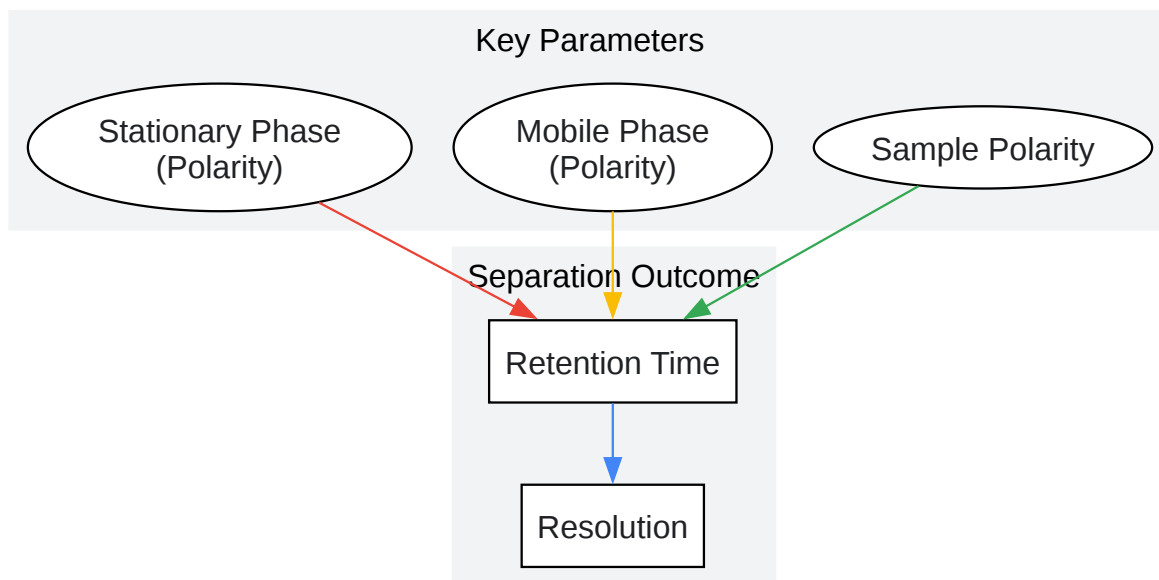 Key Parameters
Stationary Phase
(Polarity)
Mobile Phase
(Polarity)
Sample Polarity
Separation Outcome
Retention Time
Resolution